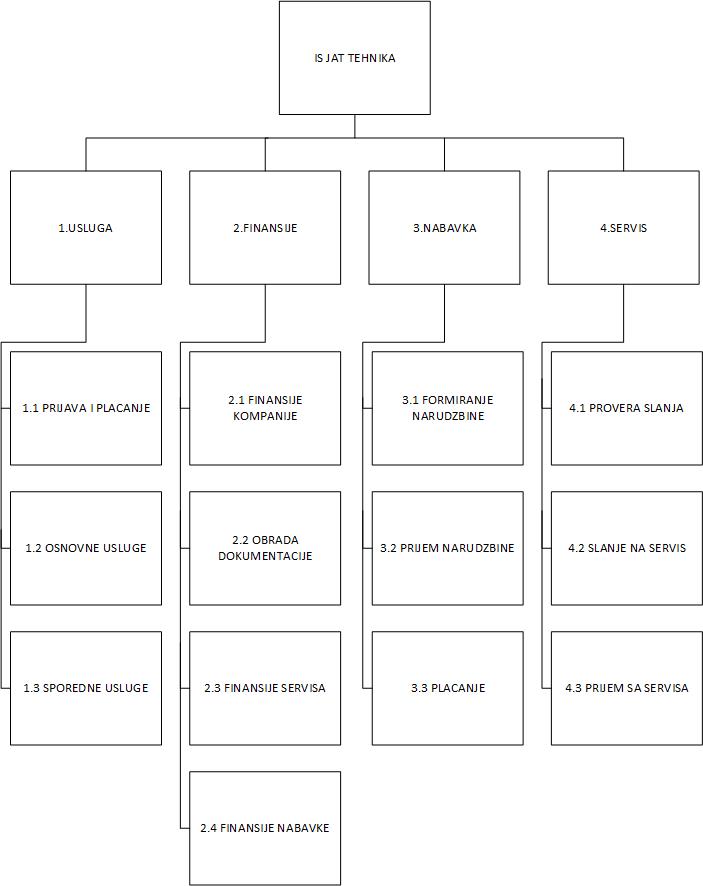 IS JAT TEHNIKA
1.USLUGA
2.FINANSIJE
3.NABAVKA
4.SERVIS
1.1 PRIJAVA I PLACANJE
2.1 FINANSIJE
KOMPANIJE
3.1 FORMIRANJE
NARUDZBINE
4.1 PROVERA SLANJA
1.2 OSNOVNE USLUGE
2.2 OBRADA
DOKUMENTACIJE
3.2 PRIJEM NARUDZBINE
4.2 SLANJE NA SERVIS
1.3 SPOREDNE USLUGE
2.3 FINANSIJE SERVISA
3.3 PLACANJE
4.3 PRIJEM SA SERVISA
2.4 FINANSIJE NABAVKE